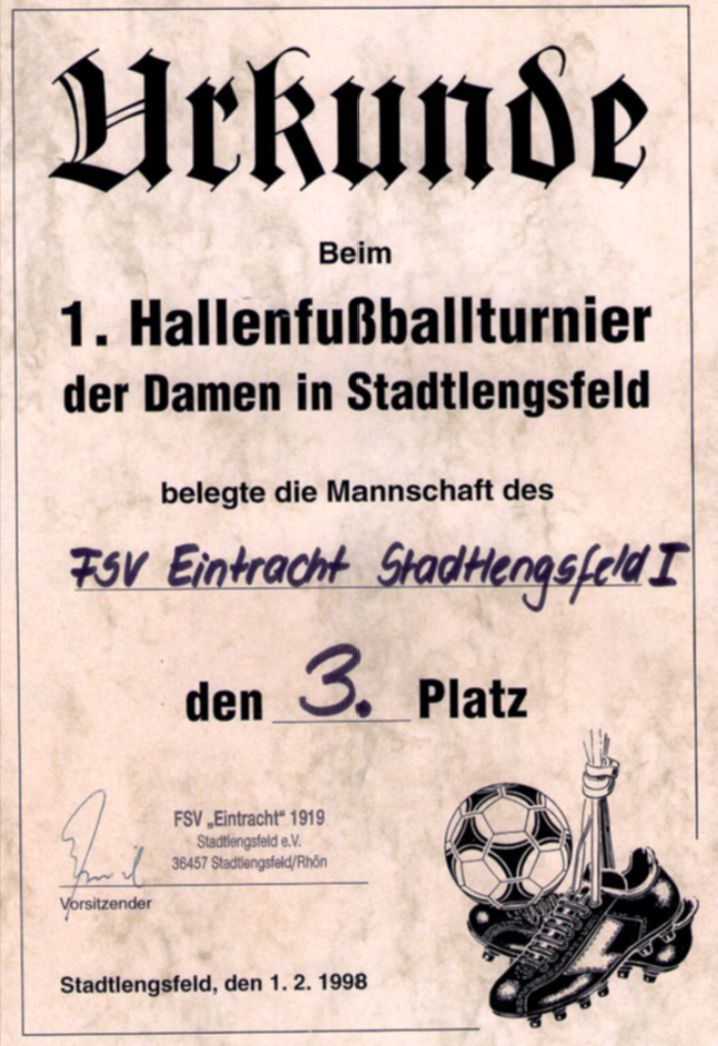 Urkunde
Beim
1. Hallenfußballturnier
der Damen in Stadtlengsfeld
belegte die Mannschaft des
FSV Eintracht Stadtlengsfeld I
den 3. Platz
FSV „Eintracht“ 1919
Stadtlengsfeld e.V.
36457 Stadtlengsfeld/Rhön
Vorsitzender
Stadtlengsfeld, den 1. 2. 1998